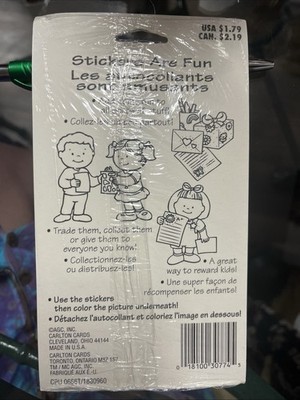 USA $1.79
CAN. $2.19
Stickers Are Fun
Les autocollants
sont amusants
• Collez-les partout!
• Trade them, collect them
or give them to
everyone you know!
• Collectionnez-les
ou distribuez-les!
• A great
way to reward kids!
• Une super façon de
récompenser les enfants!
• Use the stickers
then color the picture underneath!
• Détachez l'autocollant et coloriez l'image en dessous!
©AGC, INC.
CARLTON CARDS
CLEVELAND, OHIO 44144
MADE IN U.S.A.
CARLTON CARDS
TORONTO, ONTARIO M8Z 1S7
TM / MC AGC, INC.
FABRIQUÉ AUX É.-U.
0 18100 30774